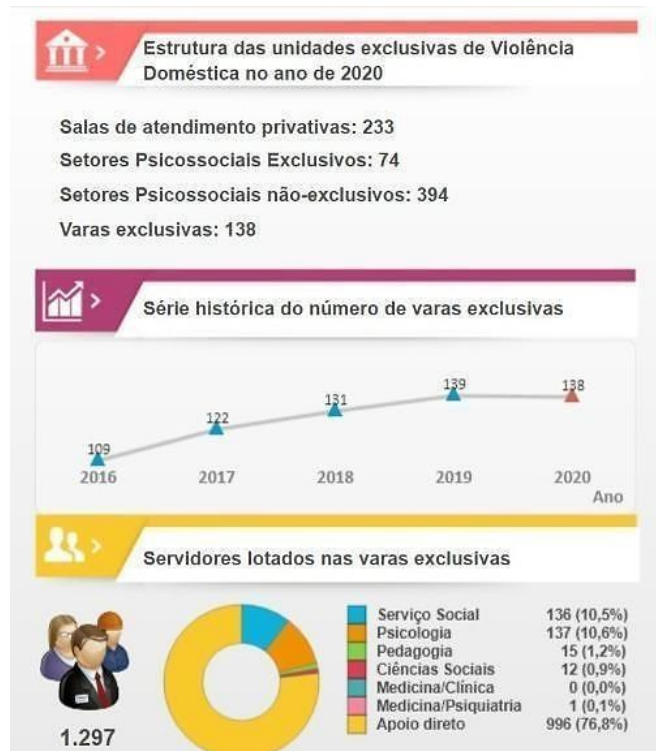 Estrutura das unidades exclusivas de Violência
Doméstica no ano de 2020
Salas de atendimento privativas: 233
Setores Psicossociais Exclusivos: 74
Setores Psicossociais não-exclusivos: 394
Varas exclusivas: 138
Série histórica do número de varas exclusivas
109
122
131
139
138
2016
2017
2018
2019
2020
Ano
Servidores lotados nas varas exclusivas
1.297
Serviço Social 136 (10,5%)
Psicologia 137 (10,6%)
Pedagogia 15 (1,2%)
Ciências Sociais 12 (0,9%)
Medicina/Clínica 0 (0,0%)
Medicina/Psiquiatria 1 (0,1%)
Apoio direto 996 (76,8%)